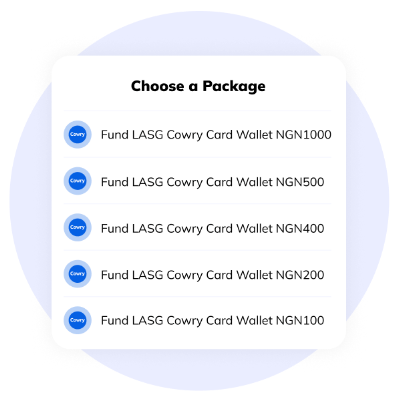 Choose a Package
Cowry Fund LASG Cowry Card Wallet NGN1000
Cowry Fund LASG Cowry Card Wallet NGN500
Cowry Fund LASG Cowry Card Wallet NGN400
Cowry Fund LASG Cowry Card Wallet NGN200
Cowry Fund LASG Cowry Card Wallet NGN100